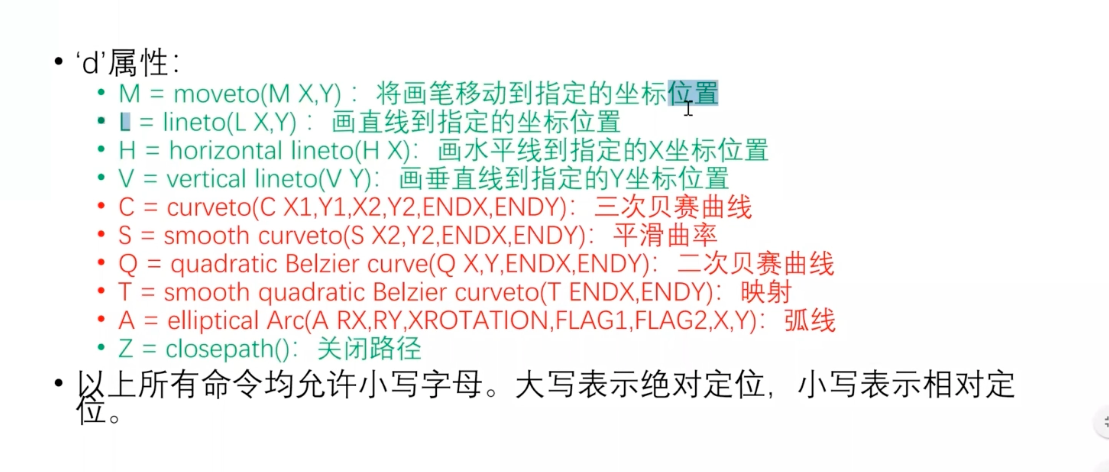 • ‘d’属性：
• M = moveto(M X,Y) ：将画笔移动到指定的坐标位置
• L = lineto(L X,Y) ：画直线到指定的坐标位置
• H = horizontal lineto(H X)：画水平线到指定的X坐标位置
• V = vertical lineto(V Y)：画垂直线到指定的Y坐标位置
• C = curveto(C X1,Y1,X2,Y2,ENDX,ENDY)：三次贝赛曲线
• S = smooth curveto(S X2,Y2,ENDX,ENDY)：平滑曲率
• Q = quadratic Belzier curve(Q X,Y,ENDX,ENDY)：二次贝赛曲线
• T = smooth quadratic Belzier curveto(T ENDX,ENDY)：映射
• A = elliptical Arc(A RX,RY,XROTATION,FLAG1,FLAG2,X,Y)：弧线
• Z = closepath()：关闭路径
• 以上所有命令均允许小写字母。大写表示绝对定位，小写表示相对定
位。